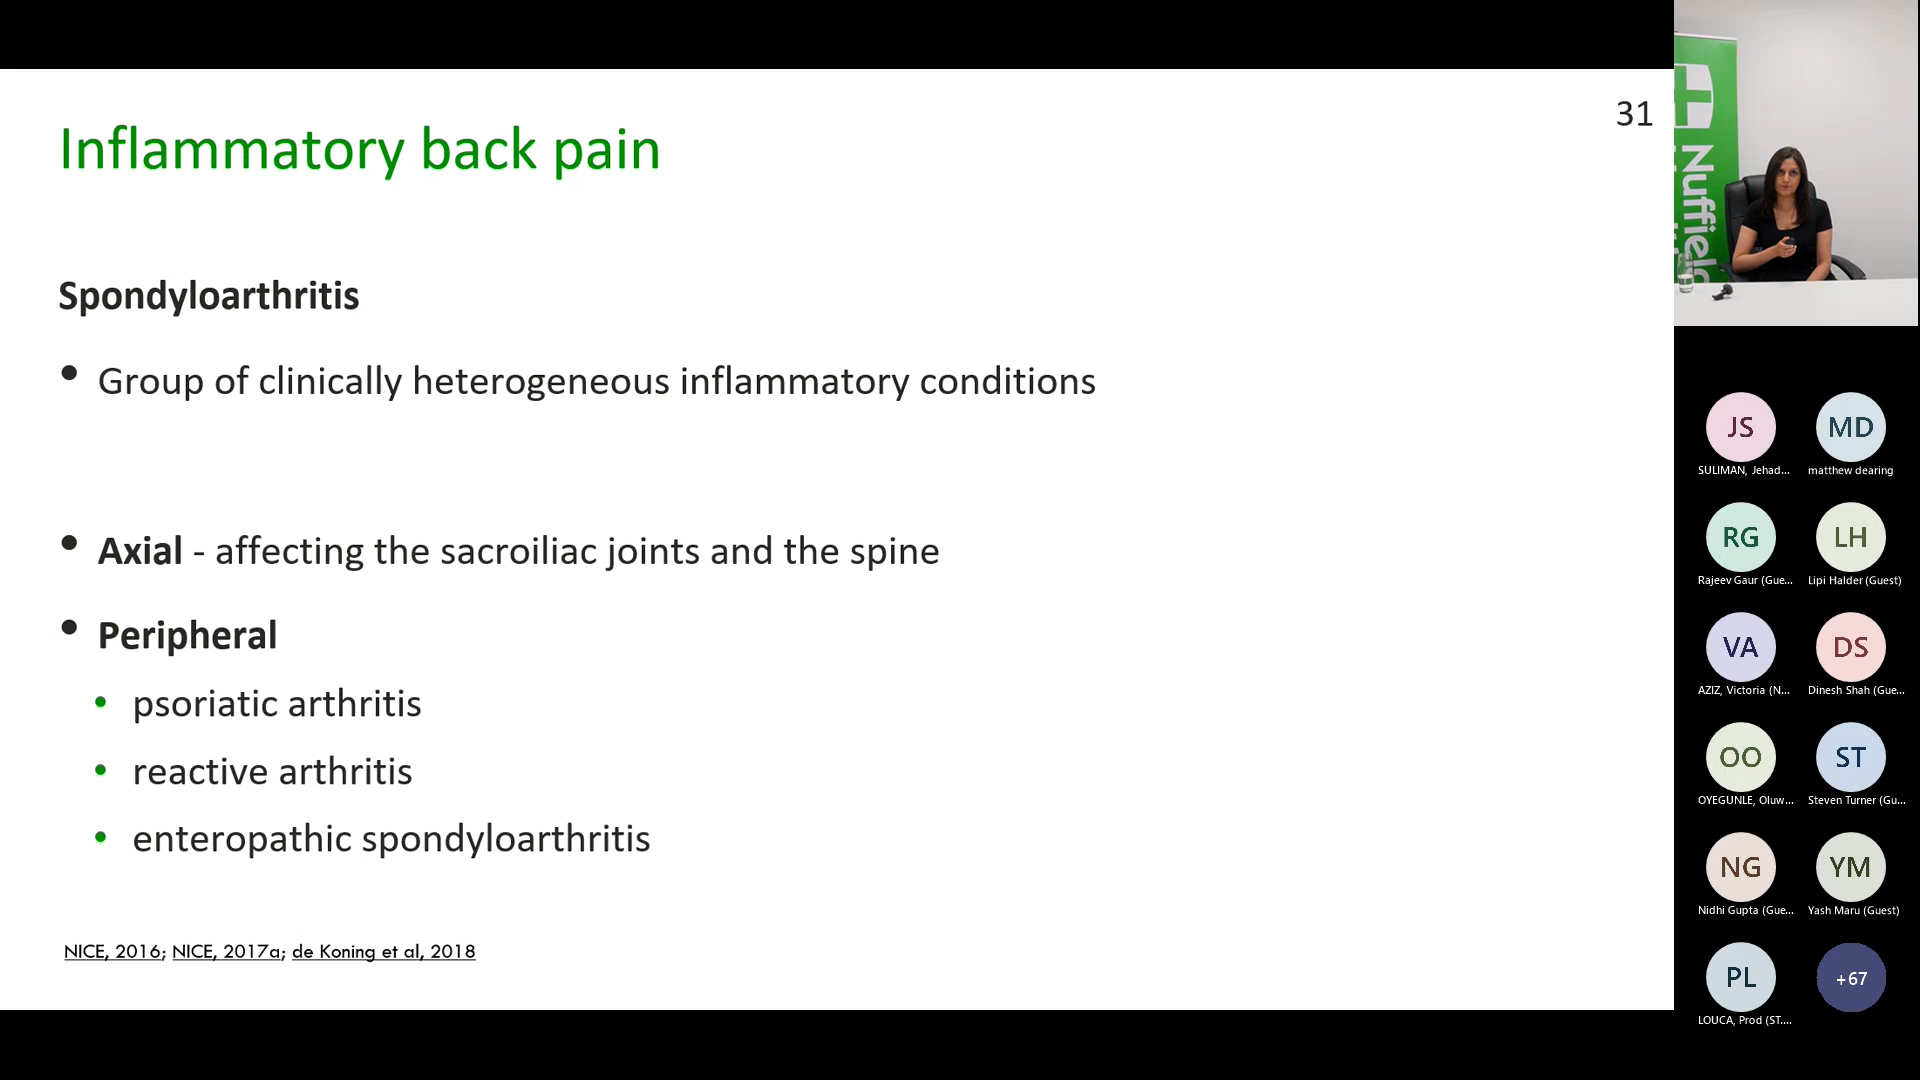 31
Inflammatory back pain
Spondyloarthritis
• Group of clinically heterogeneous inflammatory conditions
• Axial - affecting the sacroiliac joints and the spine
• Peripheral
• psoriatic arthritis
• reactive arthritis
• enteropathic spondyloarthritis
NICE, 2016; NICE, 2017a; de Koning et al, 2018
Nuffield
JS
SULIMAN, Jehad...
MD
matthew dearing
RG
Rajeev Gaur (Gue...
LH
Lipi Halder (Guest)
VA
AZIZ, Victoria (N...
DS
Dinesh Shah (Gue...
OO
OYEGUNLE, Oluw...
ST
Steven Turner (Gu...
NG
Nidhi Gupta (Gue...
YM
Yash Maru (Guest)
PL
LOUCA, Prod (ST....
+67